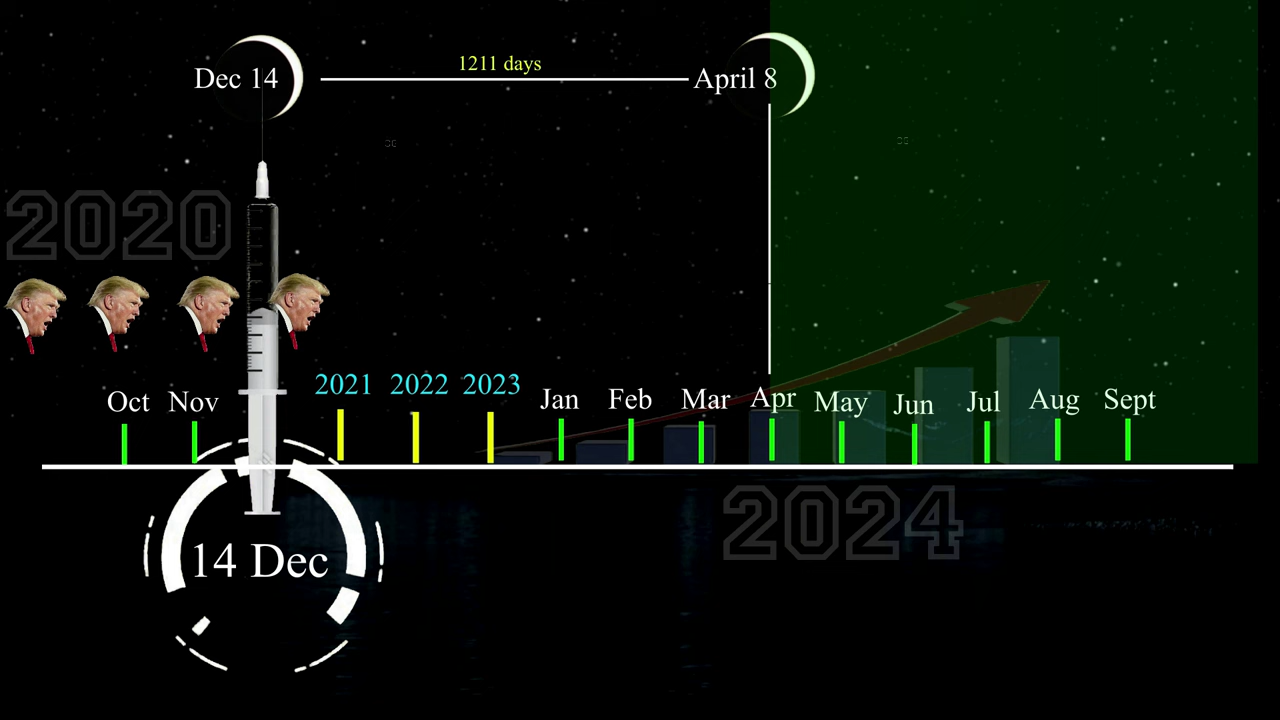 1211 days
Dec 14
April 8
2020
2021 2022 2023
Oct Nov
Jan Feb Mar Apr May Jun Jul Aug Sept
2024
14 Dec